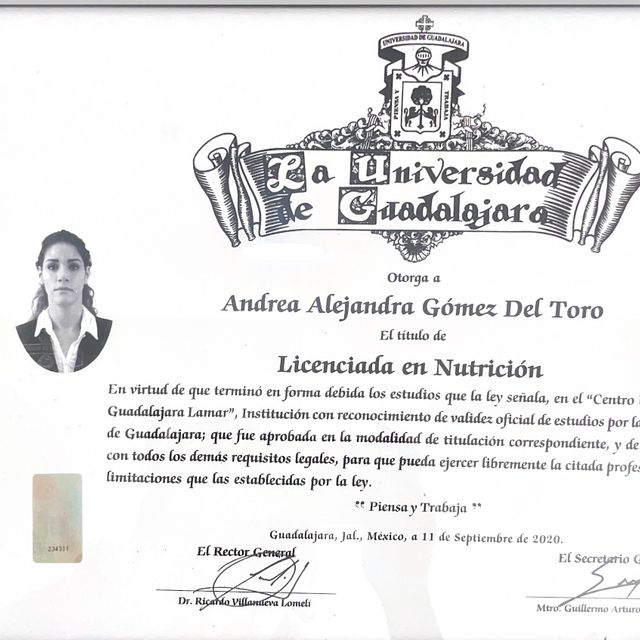 UNIVERSIDAD DE GUADALAJARA
PIENSA Y
TRABAJA
La Universidad
de Guadalajara
Otorga a
Andrea Alejandra Gómez Del Toro
El título de
Licenciada en Nutrición
En virtud de que terminó en forma debida los estudios que la ley señala, en el “Centro
Guadalajara Lamar”, Institución con reconocimiento de validez oficial de estudios por la
de Guadalajara; que fue aprobada en la modalidad de titulación correspondiente, y de
con todos los demás requisitos legales, para que pueda ejercer libremente la citada profes
limitaciones que las establecidas por la ley.
“ Piensa y Trabaja ”
Guadalajara, Jal., México, a 11 de Septiembre de 2020.
El Rector General
El Secretario G
Dr. Ricardo Villanueva Lomelí
Mtro. Guillermo Arturo
234331